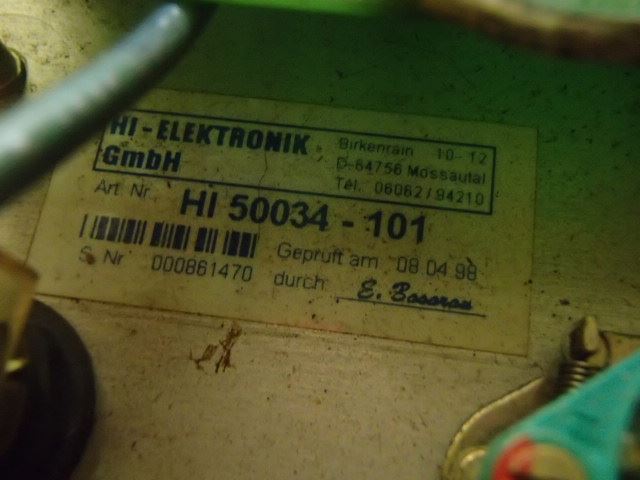 HI-ELEKTRONIK
GmbH
Birkenrain 10-12
D-64756 Mossautal
Tel. 06062/94210
Art. Nr. HI 50034-101
S. Nr 000861470
Geprüft am 08.04.98
durch E. Basaran